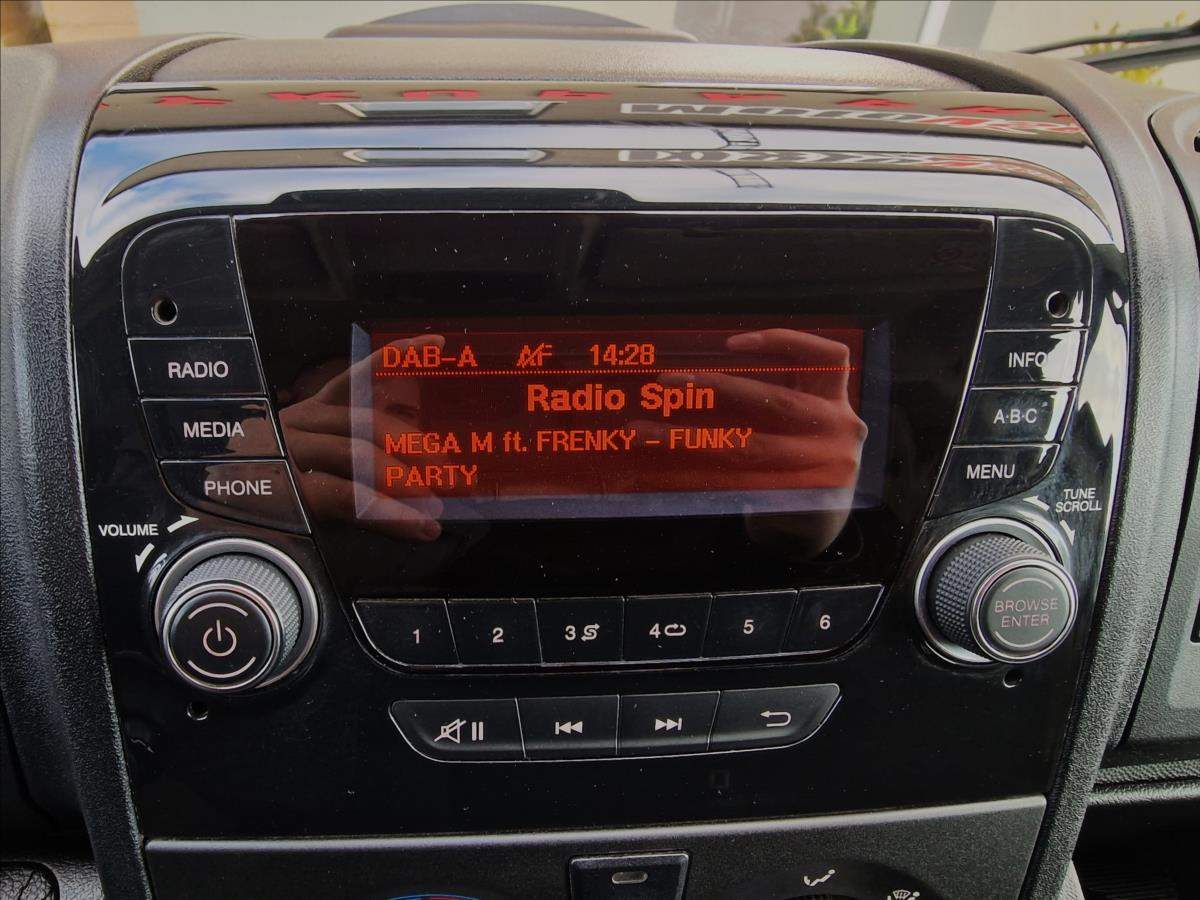 DAB-A AF 14:28
Radio Spin
MEGA M ft. FRENKY - FUNKY
PARTY
RADIO
MEDIA
PHONE
VOLUME
INFO
A·B·C
MENU
TUNE
SCROLL
BROWSE
ENTER
1 2 3 4 5 6